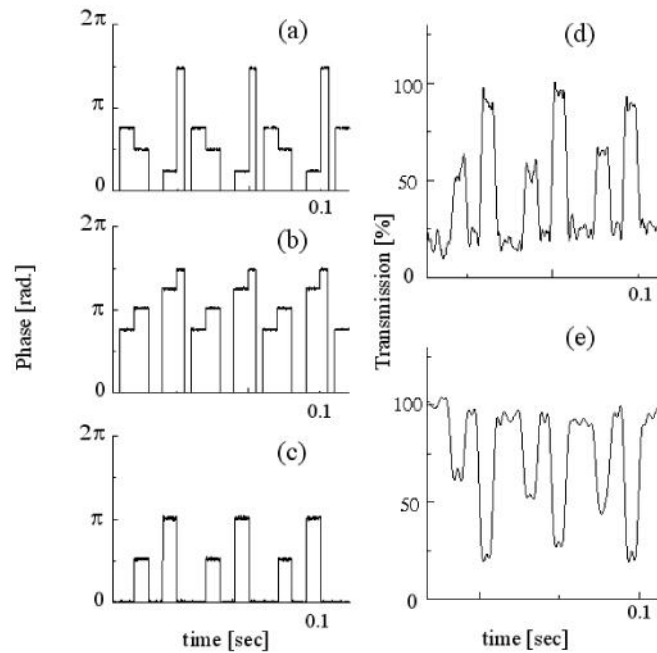 2π
(a)
π
0
0.1
2π
(b)
π
0
0.1
2π
(c)
π
0
0.1
Phase [rad.]
time [sec]
(d)
100
50
0
0.1
(e)
100
50
0
0.1
Transmission [%]
time [sec]